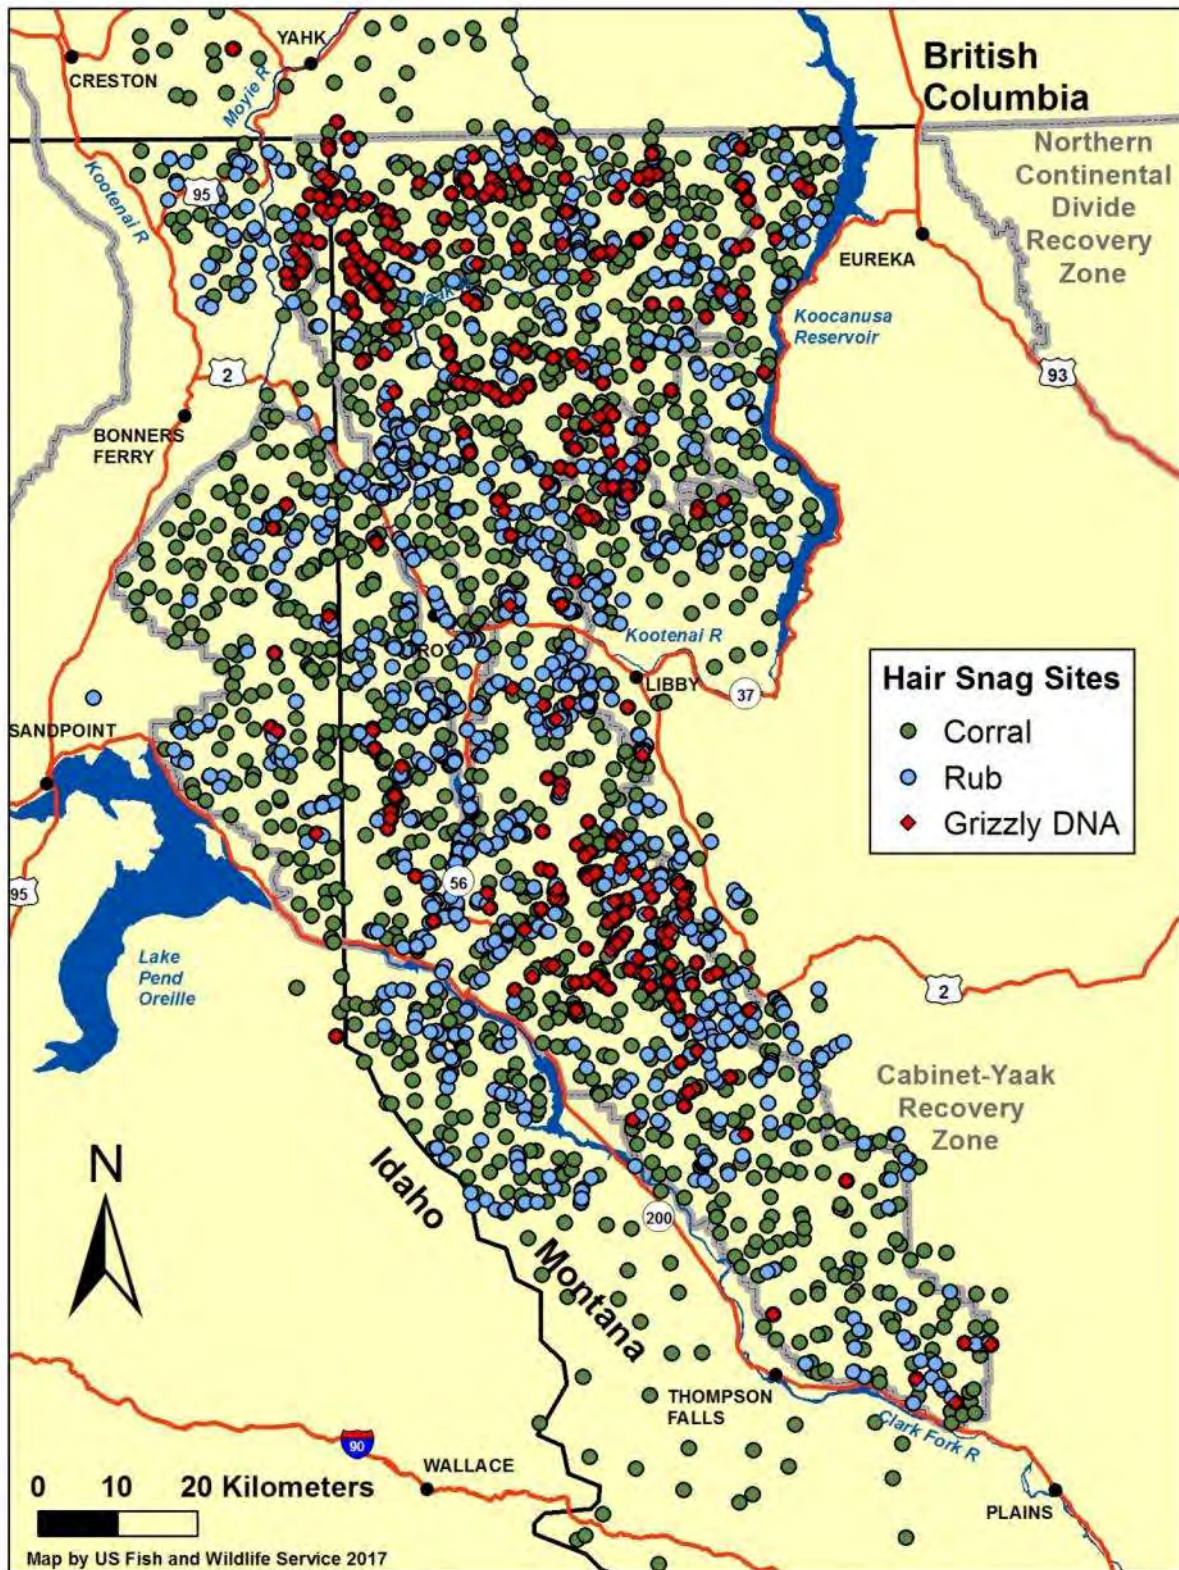 YAHK
CRESTON
British
Columbia
Moyie R
Northern
Continental
Divide
Recovery
Zone
Kootenai R
95
EUREKA
Koocanusa
Reservoir
2
93
BONNERS
FERRY
Kootenai R
LIBBY
37
Hair Snag Sites
Corral
Rub
Grizzly DNA
SANDPOINT
95
56
Lake
Pend
Oreille
2
Cabinet-Yaak
Recovery
Zone
N
Idaho
Montana
200
THOMPSON
FALLS
Clark Fork R
90
WALLACE
PLAINS
0 10 20 Kilometers
Map by US Fish and Wildlife Service 2017